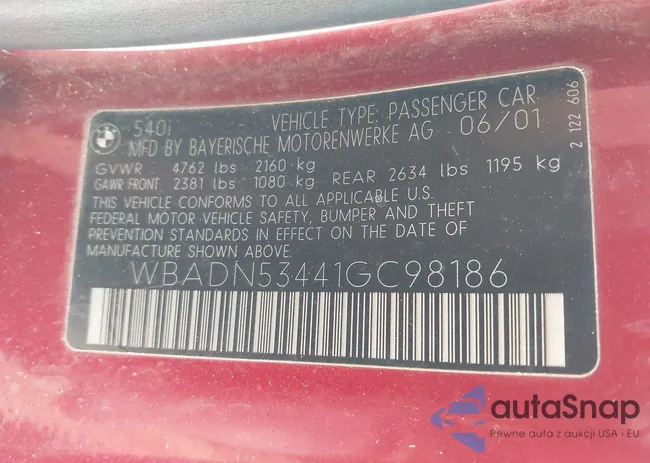 BMW
540i VEHICLE TYPE: PASSENGER CAR
MFD BY BAYERISCHE MOTORENWERKE AG 06/01
GVWR 4762 lbs 2160 kg
GAWR FRONT 2381 lbs 1080 kg REAR 2634 lbs 1195 kg
THIS VEHICLE CONFORMS TO ALL APPLICABLE U.S.
FEDERAL MOTOR VEHICLE SAFETY, BUMPER AND THEFT
PREVENTION STANDARDS IN EFFECT ON THE DATE OF
MANUFACTURE SHOWN ABOVE.
WBADN53441GC98186
2 122 606
autaSnap
Pewne auta z aukcji USA i EU